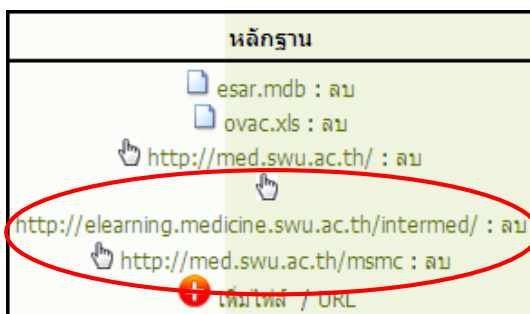 หลักฐาน
esar.mdb : ลบ
ovac.xls : ลบ
http://med.swu.ac.th/ : ลบ
http://elearning.medicine.swu.ac.th/intermed/ : ลบ
http://med.swu.ac.th/msmc : ลบ
เพิ่มไฟล์ / URL